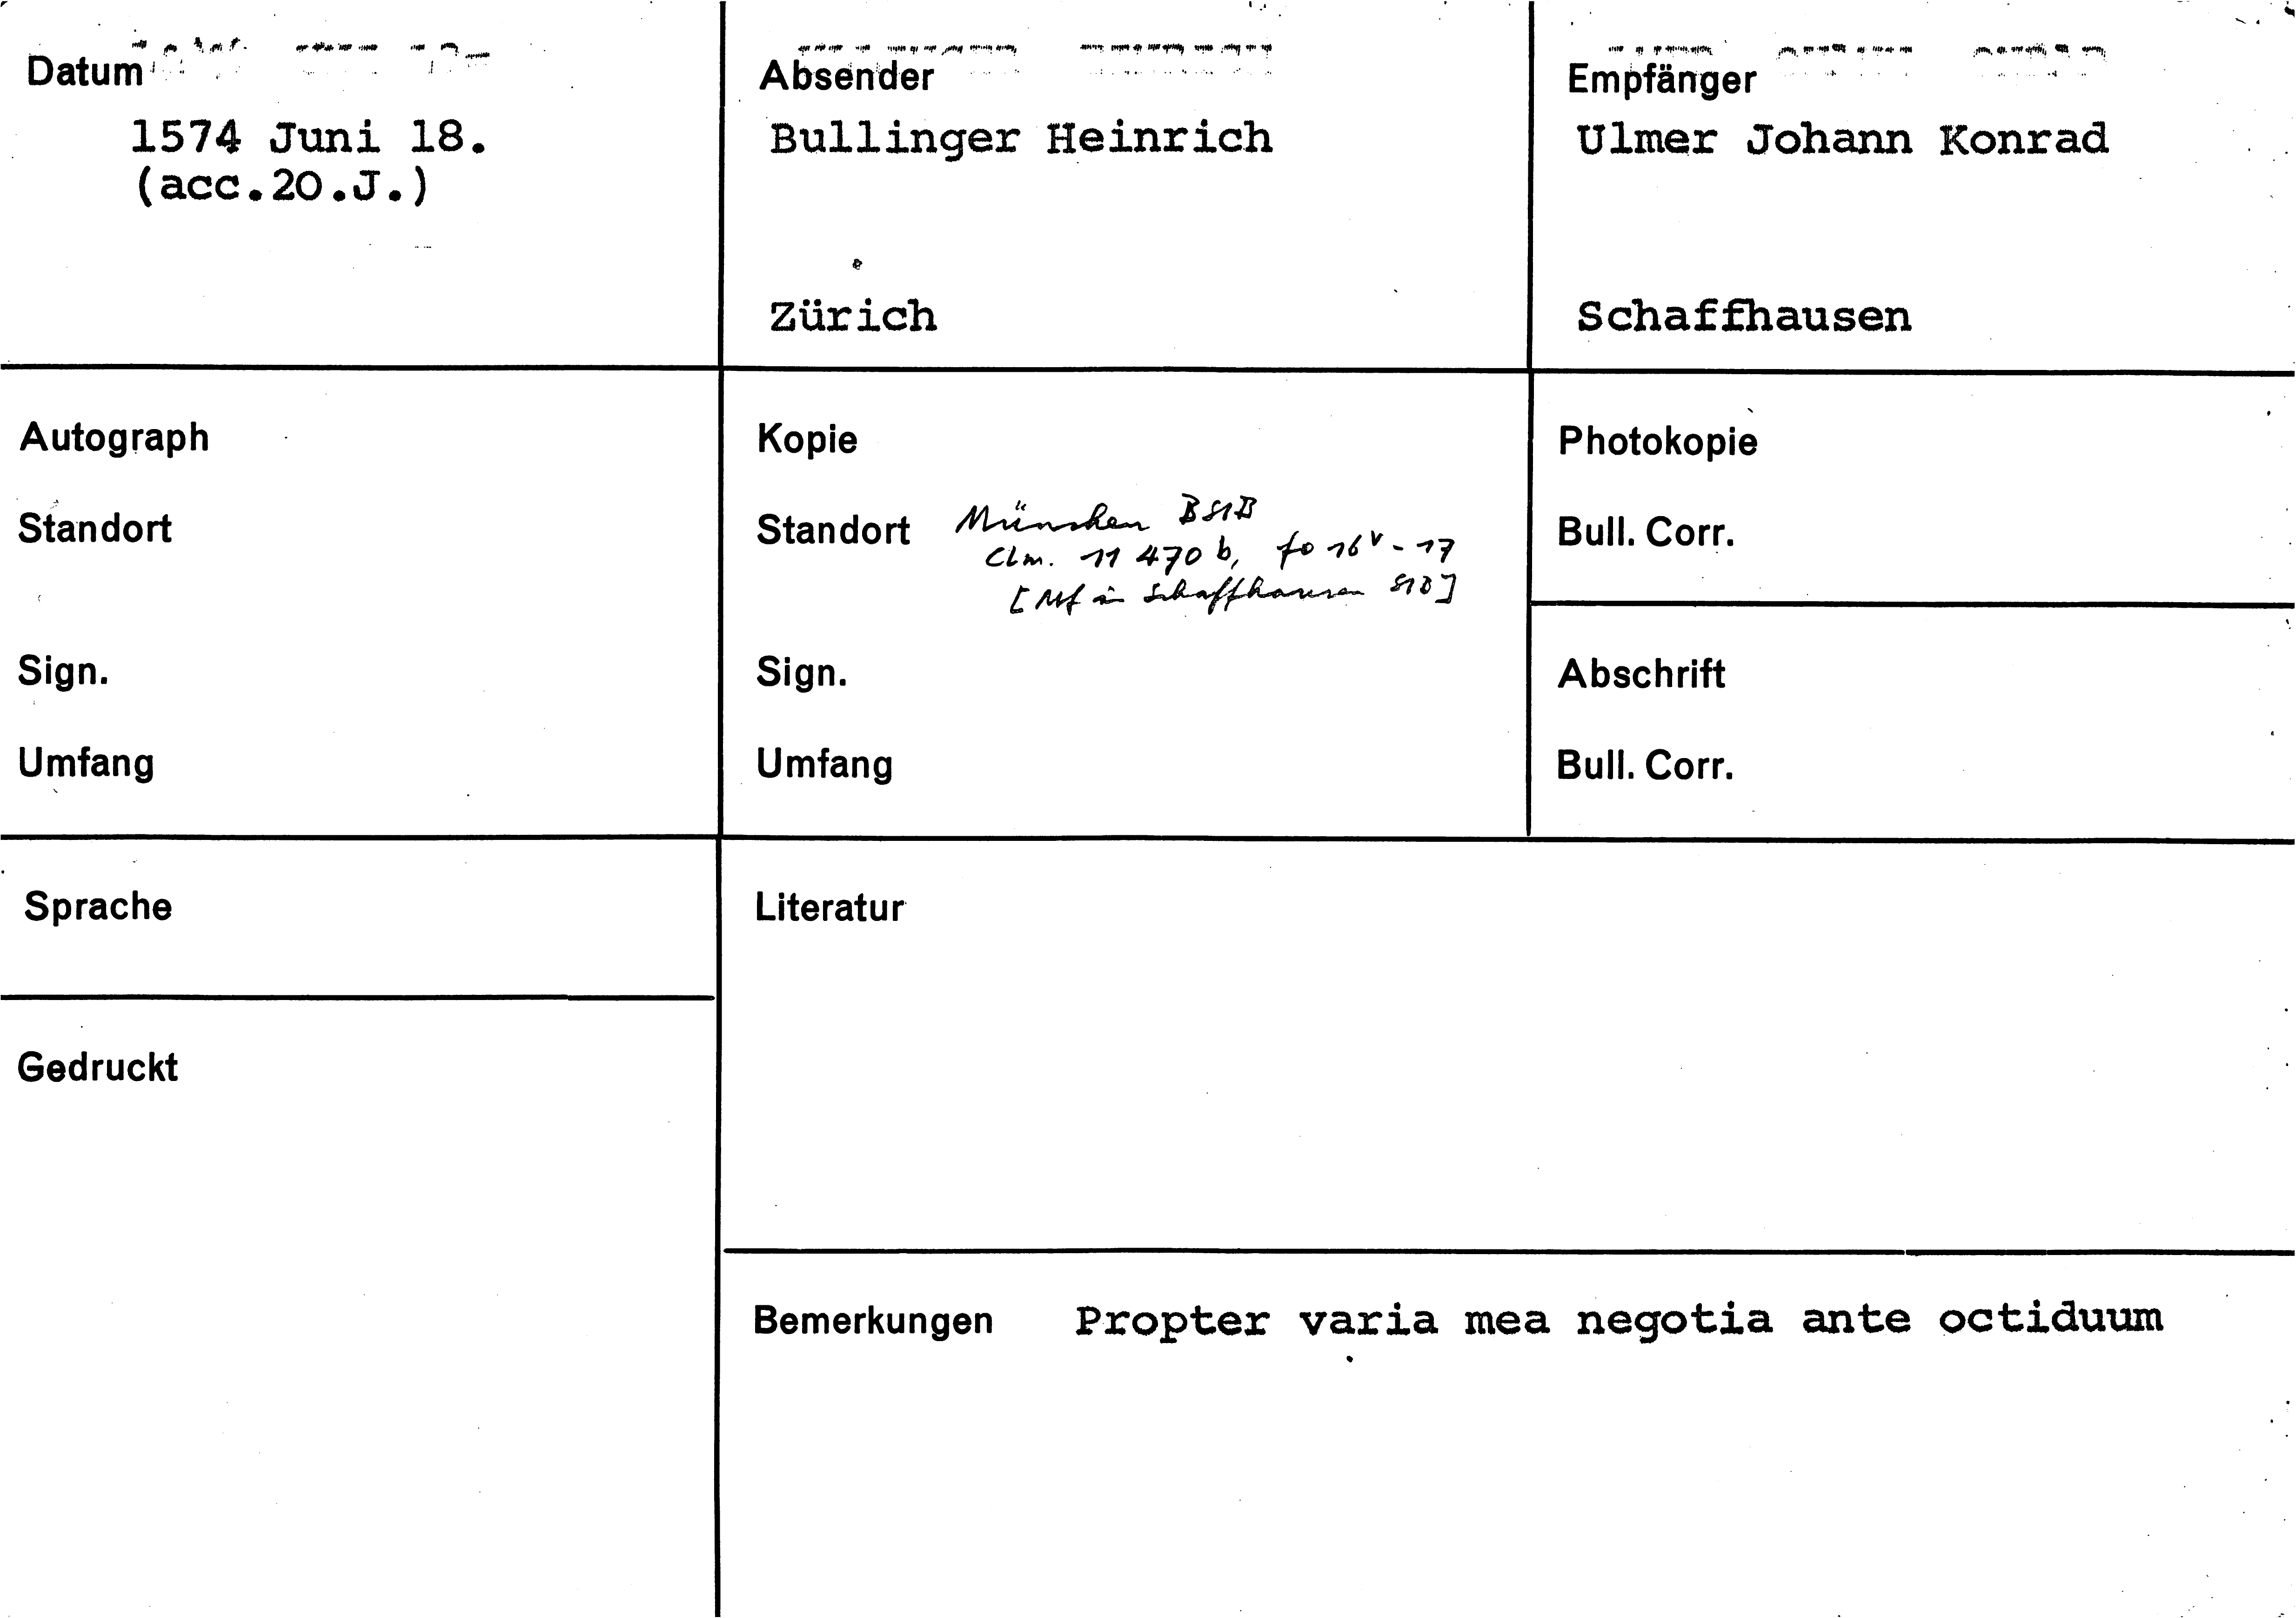 Datum
1574 Juni 18.
(acc.20.J.)
Absender
Bullinger Heinrich
Zürich
Empfänger
Ulmer Johann Konrad
Schaffhausen
Autograph
Standort
Sign.
Umfang
Kopie
Standort München BStB
Clm. 11 470 b, fo 16v - 17
[Mf in Schaffhausen StB]
Sign.
Umfang
Photokopie
Bull. Corr.
Abschrift
Bull. Corr.
Sprache
Gedruckt
Literatur
Bemerkungen Propter varia mea negotia ante octiduum